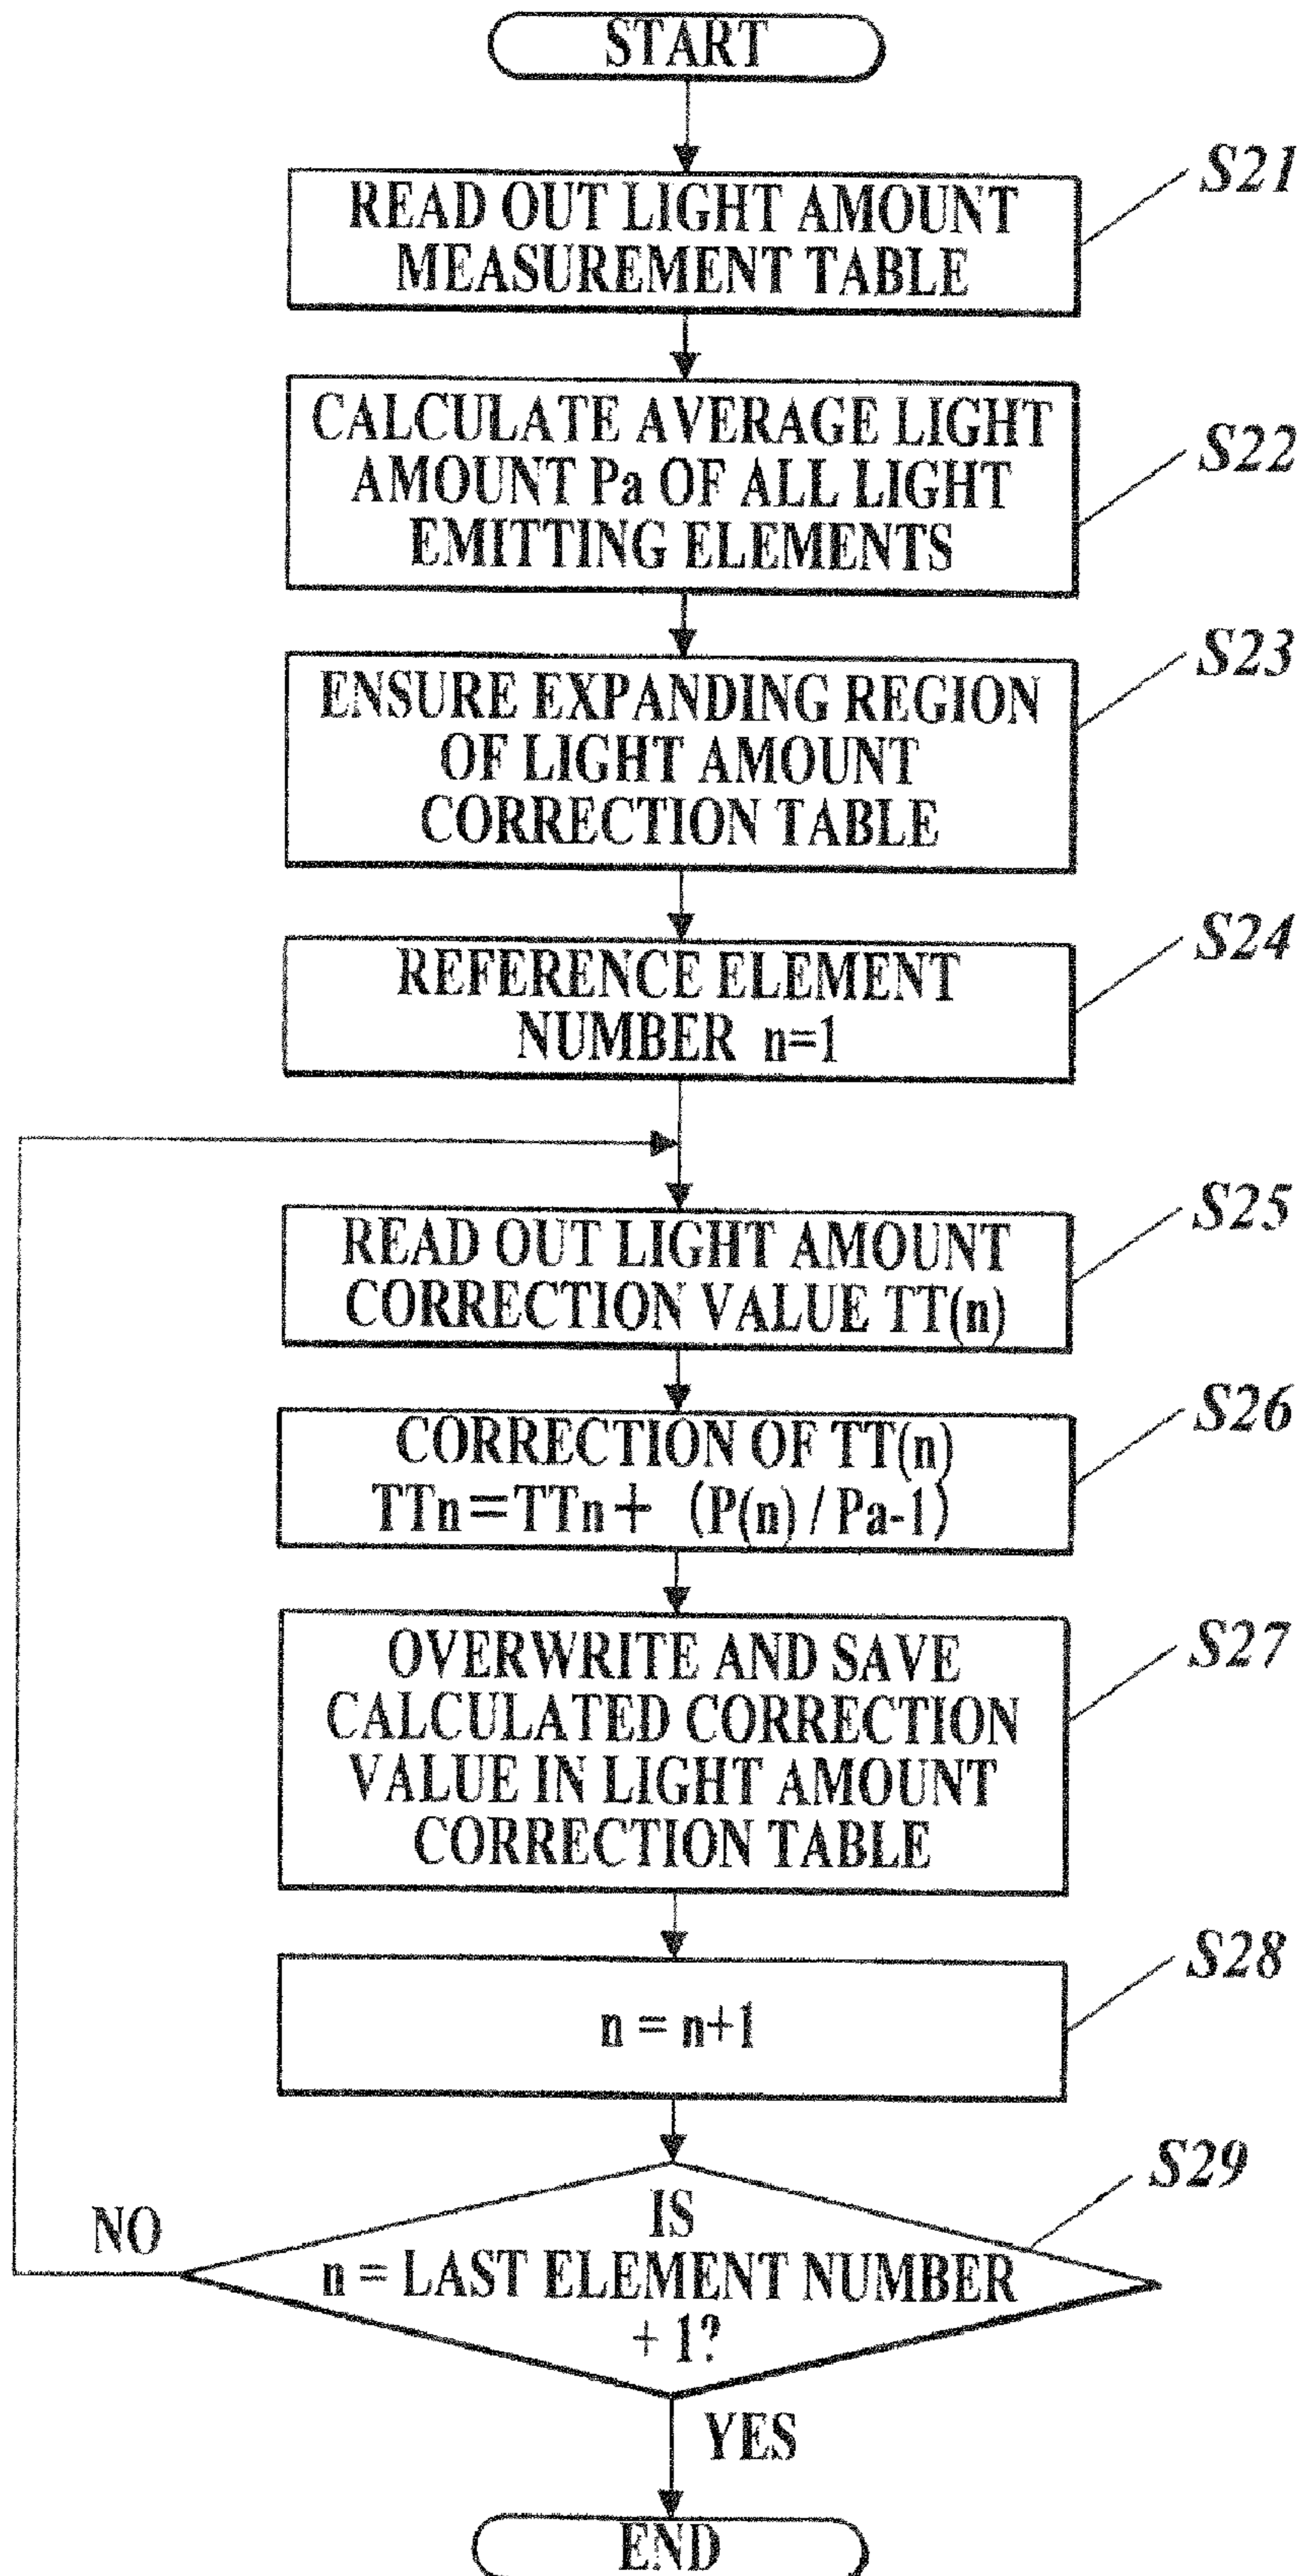 START
S21
READ OUT LIGHT AMOUNT
MEASUREMENT TABLE
S22
CALCULATE AVERAGE LIGHT
AMOUNT Pa OF ALL LIGHT
EMITTING ELEMENTS
S23
ENSURE EXPANDING REGION
OF LIGHT AMOUNT
CORRECTION TABLE
S24
REFERENCE ELEMENT
NUMBER n=1
S25
READ OUT LIGHT AMOUNT
CORRECTION VALUE TT(n)
S26
CORRECTION OF TT(n)
TTn=TTn+ (P(n) / Pa-1)
S27
OVERWRITE AND SAVE
CALCULATED CORRECTION
VALUE IN LIGHT AMOUNT
CORRECTION TABLE
S28
n = n+1
S29
NO
IS
n = LAST ELEMENT NUMBER
+ 1?
YES
END